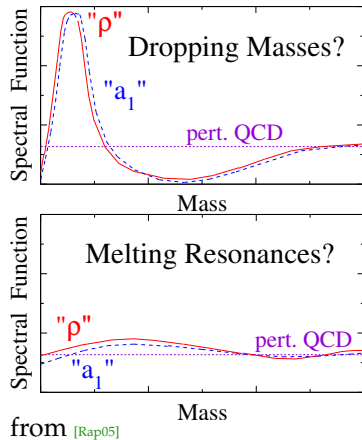 Spectral Function
"ρ"
Dropping Masses?
"a1"
pert. QCD
Mass
Spectral Function
Melting Resonances?
"ρ"
pert. QCD
"a1"
Mass
from [Rap05]